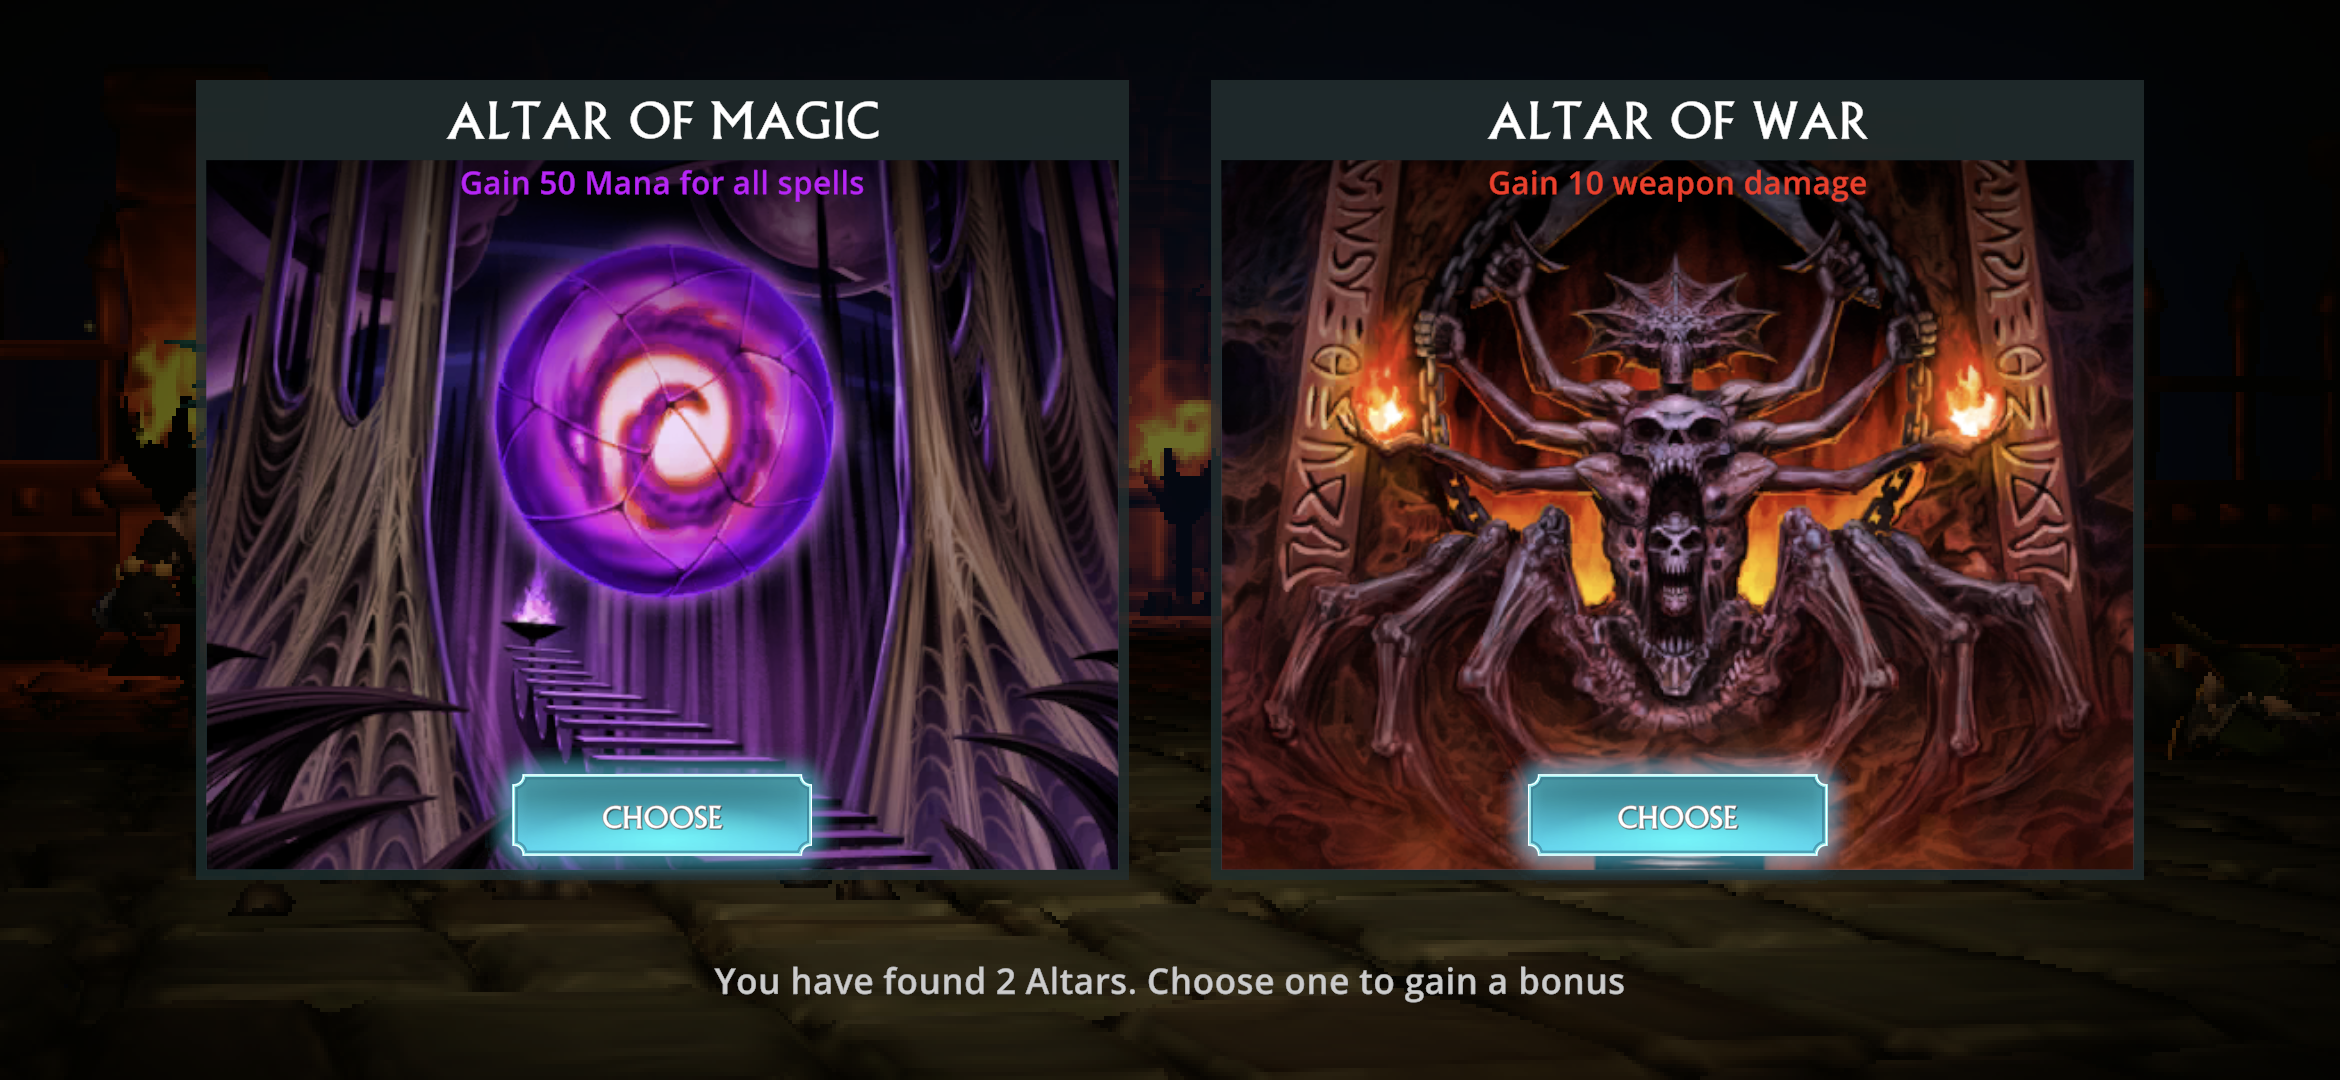 ALTAR OF MAGIC
Gain 50 Mana for all spells
CHOOSE
ALTAR OF WAR
Gain 10 weapon damage
CHOOSE
You have found 2 Altars. Choose one to gain a bonus